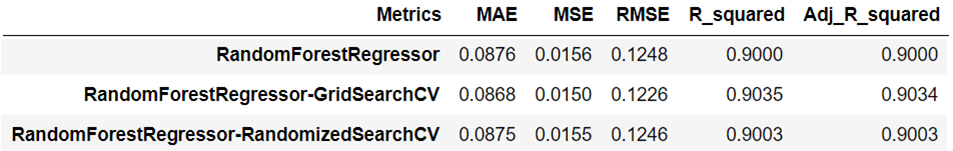 Metrics MAE MSE RMSE R_squared Adj_R_squared
RandomForestRegressor 0.0876 0.0156 0.1248 0.9000 0.9000
RandomForestRegressor-GridSearchCV 0.0868 0.0150 0.1226 0.9035 0.9034
RandomForestRegressor-RandomizedSearchCV 0.0875 0.0155 0.1246 0.9003 0.9003